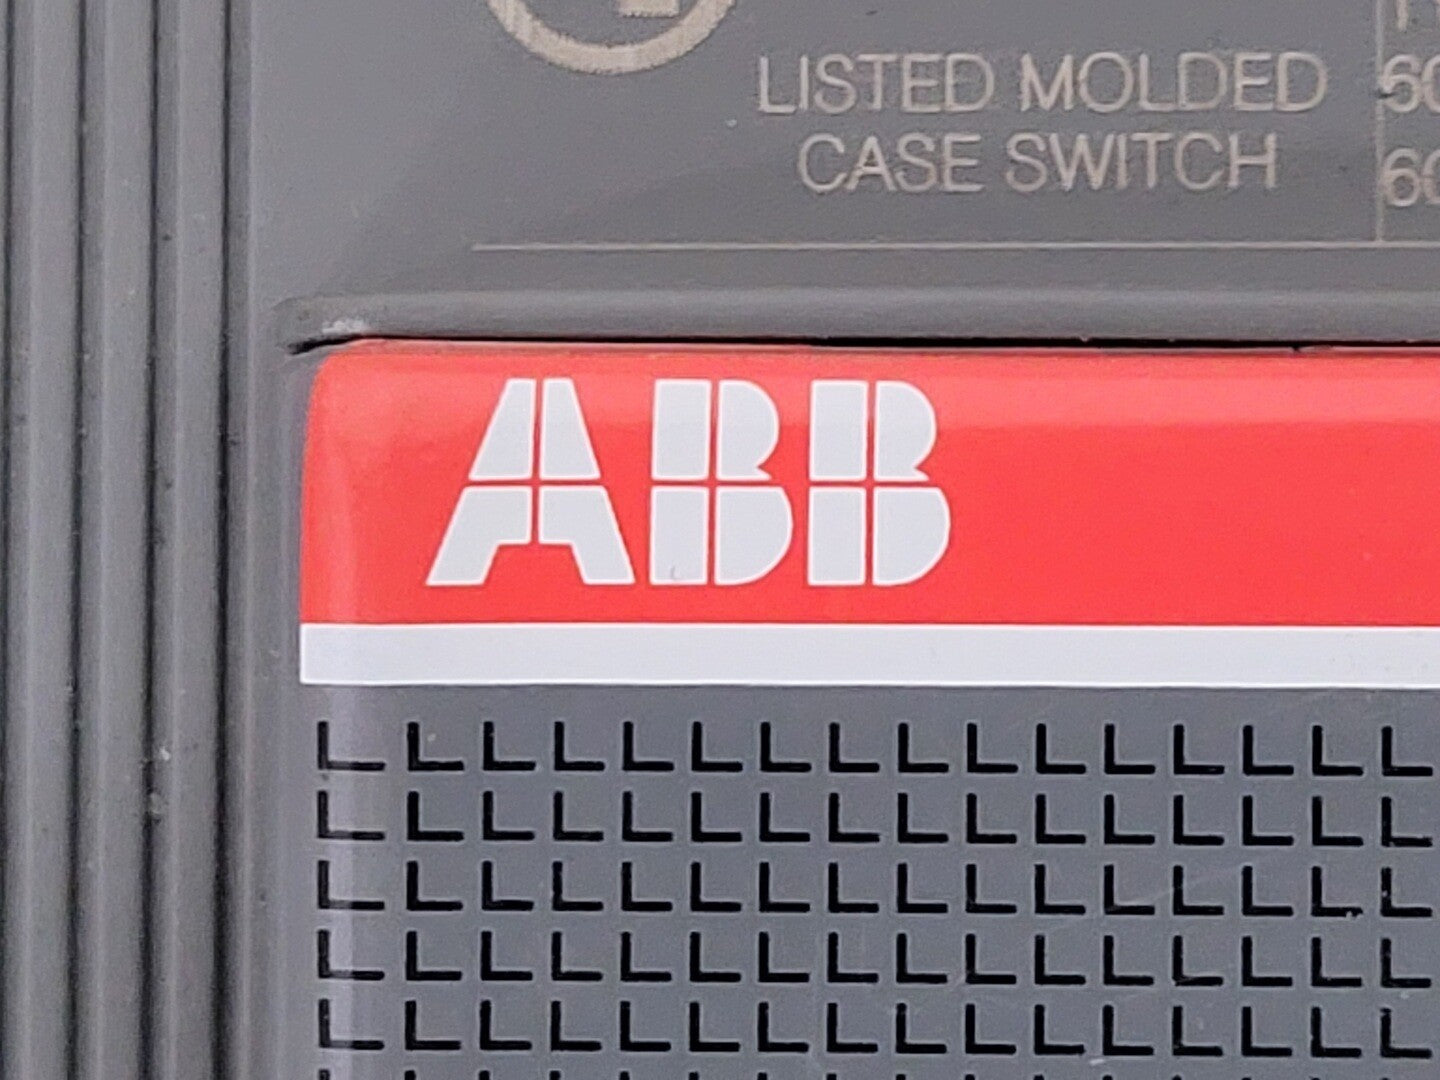 LISTED MOLDED
CASE SWITCH
ABB